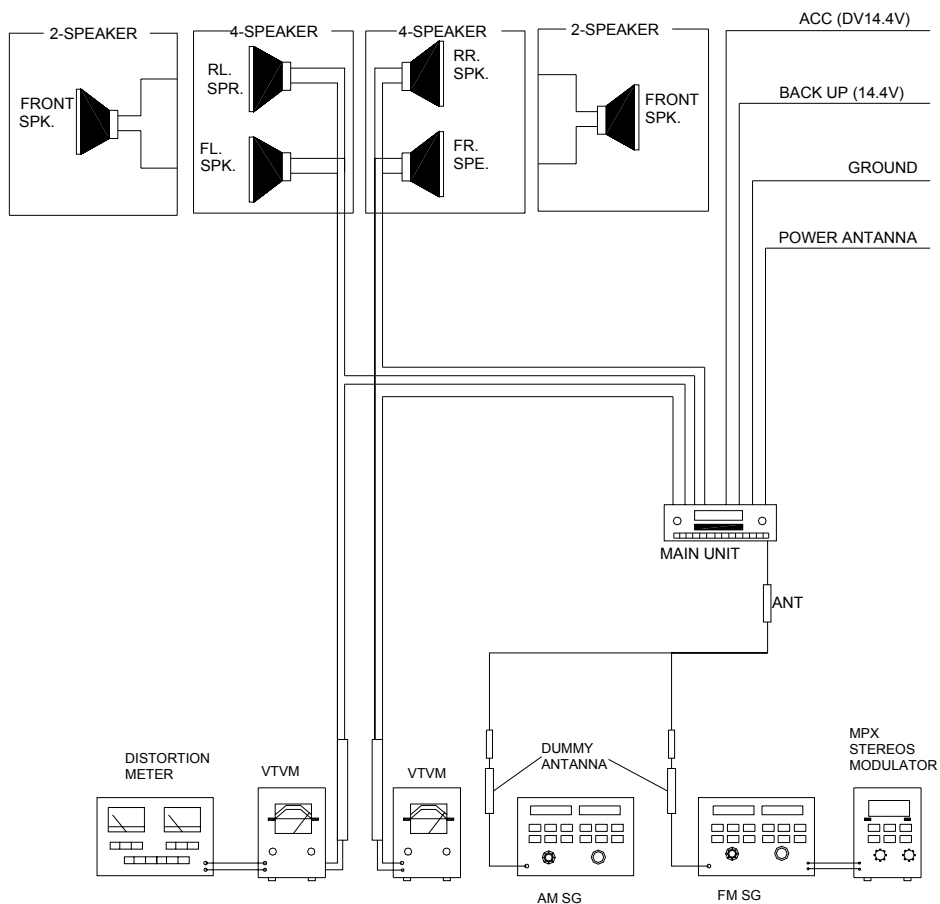 2-SPEAKER
4-SPEAKER
4-SPEAKER
2-SPEAKER
ACC (DV14.4V)
FRONT
SPK.
RL.
SPR.
RR.
SPK.
FRONT
SPK.
BACK UP (14.4V)
FL.
SPK.
FR.
SPE.
GROUND
POWER ANTANNA
MAIN UNIT
ANT
DISTORTION
METER
VTVM
VTVM
DUMMY
ANTANNA
MPX
STEREOS
MODULATOR
AM SG
FM SG